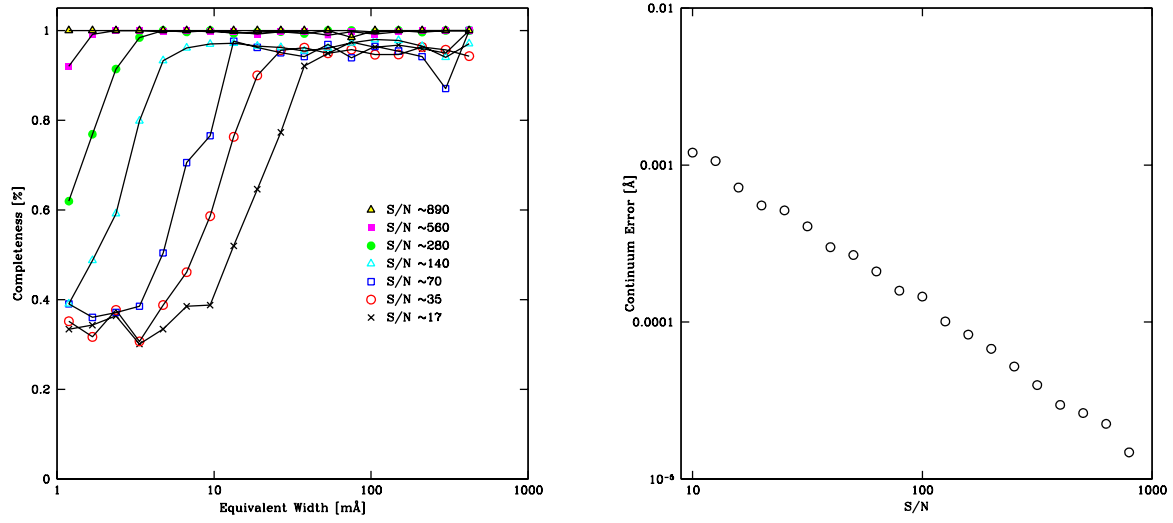 1
0.8
0.6
0.4
0.2
0
1
10
100
1000
Completeness [%]
Equivalent Width [mÅ]
S/N ~890
S/N ~560
S/N ~280
S/N ~140
S/N ~70
S/N ~35
S/N ~17
0.01
0.001
0.0001
10⁻⁵
10
100
1000
Continuum Error [Å]
S/N